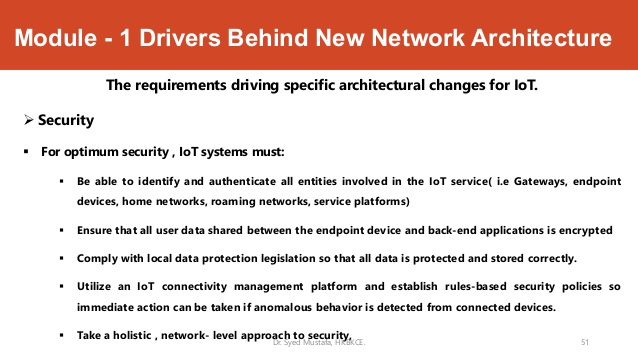 Module - 1 Drivers Behind New Network Architecture
The requirements driving specific architectural changes for IoT.
➢ Security
▪ For optimum security , IoT systems must:
▪ Be able to identify and authenticate all entities involved in the IoT service( i.e Gateways, endpoint
devices, home networks, roaming networks, service platforms)
▪ Ensure that all user data shared between the endpoint device and back-end applications is encrypted
▪ Comply with local data protection legislation so that all data is protected and stored correctly.
▪ Utilize an IoT connectivity management platform and establish rules-based security policies so
immediate action can be taken if anomalous behavior is detected from connected devices.
▪ Take a holistic , network- level approach to security,
Dr. Syed Mustafa, HKBKCE.
51